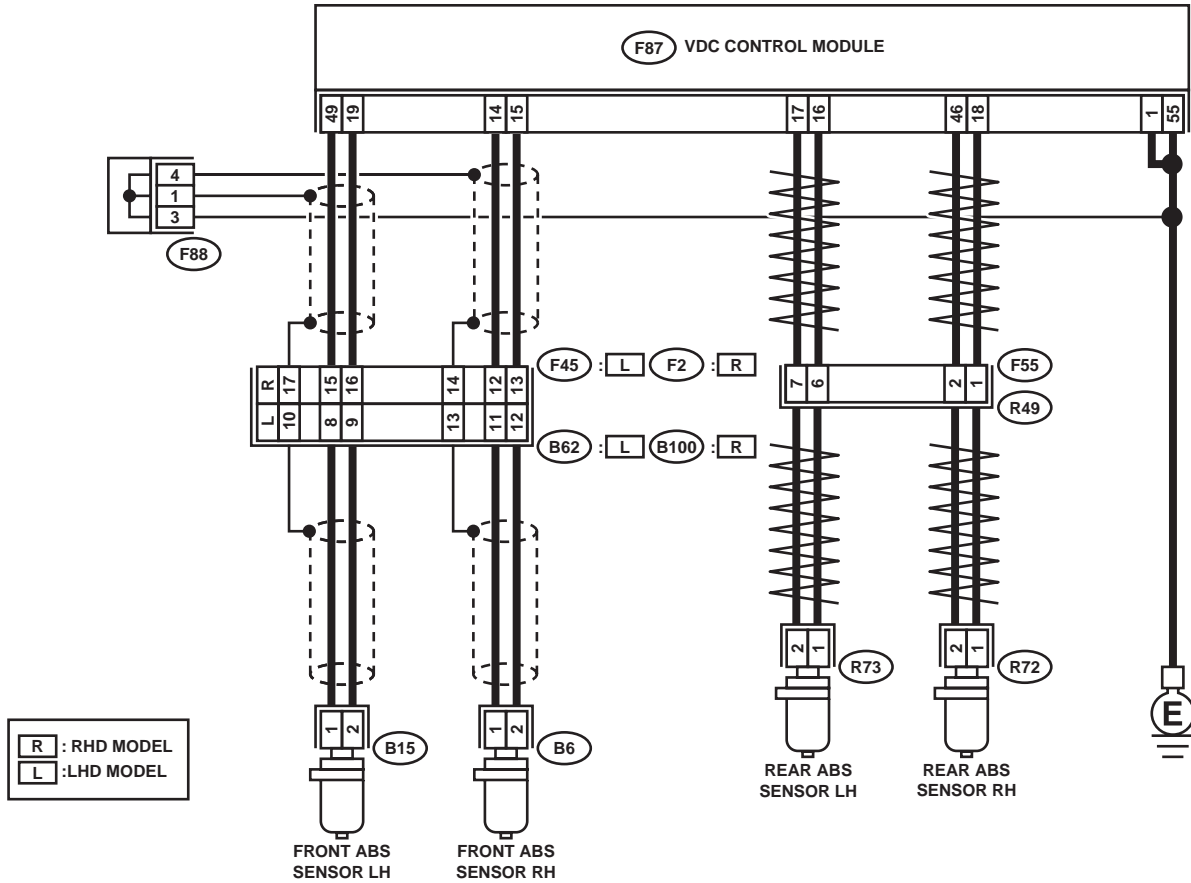 F87 VDC CONTROL MODULE
49 19 14 15 17 16 46 18 1 55
4
1
3
F88
F45 : L F2 : R
F55
R 17 15 16 14 12 13
7 6 2 1
L 10 8 9 13 11 12
R49
B62 : L B100 : R
2 1
R73
2 1
R72
E
1 2
B15
1 2
B6
R : RHD MODEL
L :LHD MODEL
REAR ABS
SENSOR LH
REAR ABS
SENSOR RH
FRONT ABS
SENSOR LH
FRONT ABS
SENSOR RH